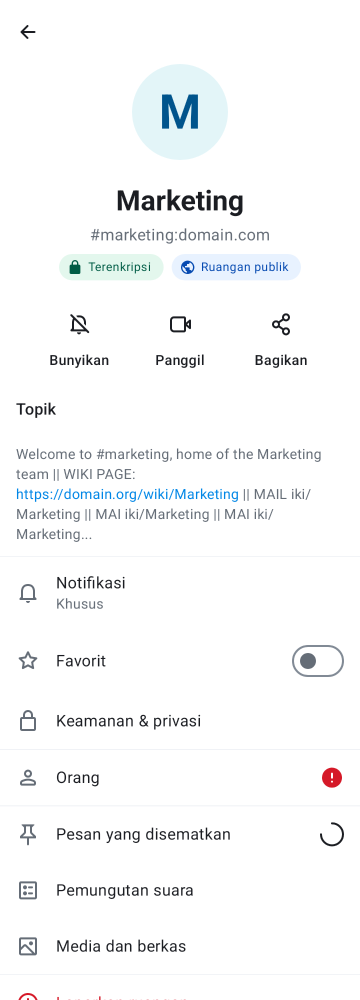 M
Marketing
#marketing:domain.com
Terenkripsi
Ruangan publik
Bunyikan
Panggil
Bagikan
Topik
Welcome to #marketing, home of the Marketing
team || WIKI PAGE:
https://domain.org/wiki/Marketing || MAIL iki/
Marketing || MAI iki/Marketing || MAI iki/
Marketing...
Notifikasi
Khusus
Favorit
Keamanan & privasi
Orang
Pesan yang disematkan
Pemungutan suara
Media dan berkas